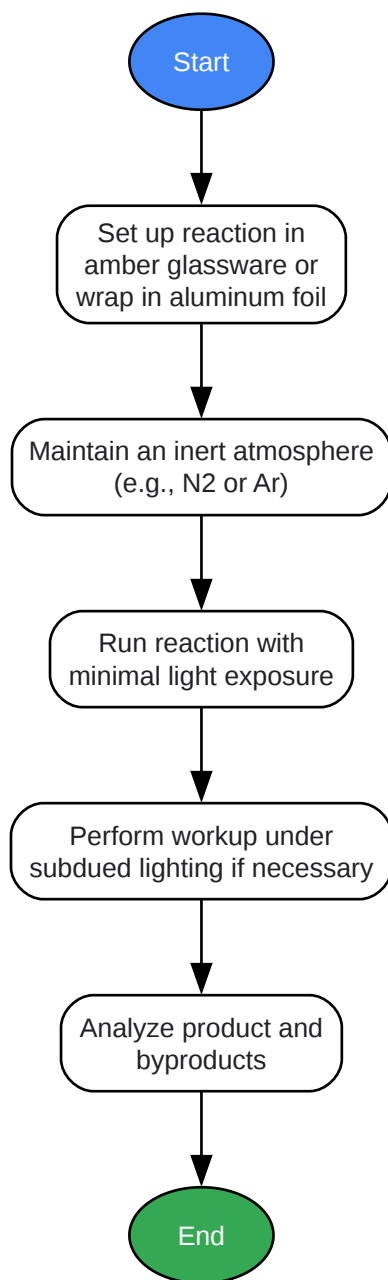 Start
Set up reaction in
amber glassware or
wrap in aluminum foil
Maintain an inert atmosphere
(e.g., N2 or Ar)
Run reaction with
minimal light exposure
Perform workup under
subdued lighting if necessary
Analyze product and
byproducts
End